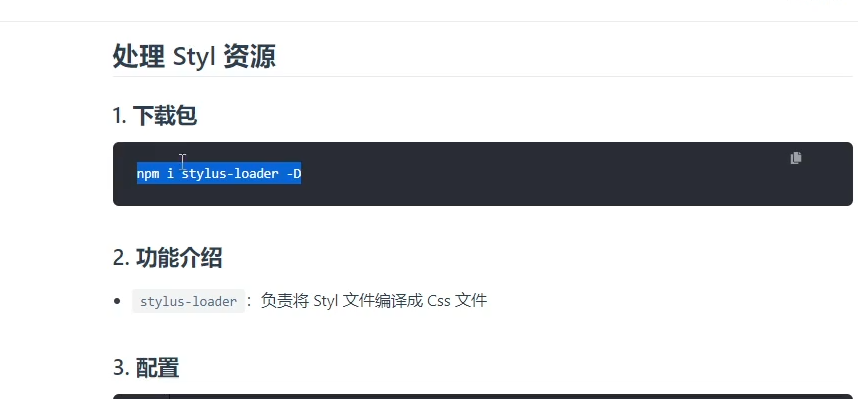 处理 Styl 资源
1. 下载包
npm i stylus-loader -D
2. 功能介绍
stylus-loader：负责将 Styl 文件编译成 Css 文件
3. 配置